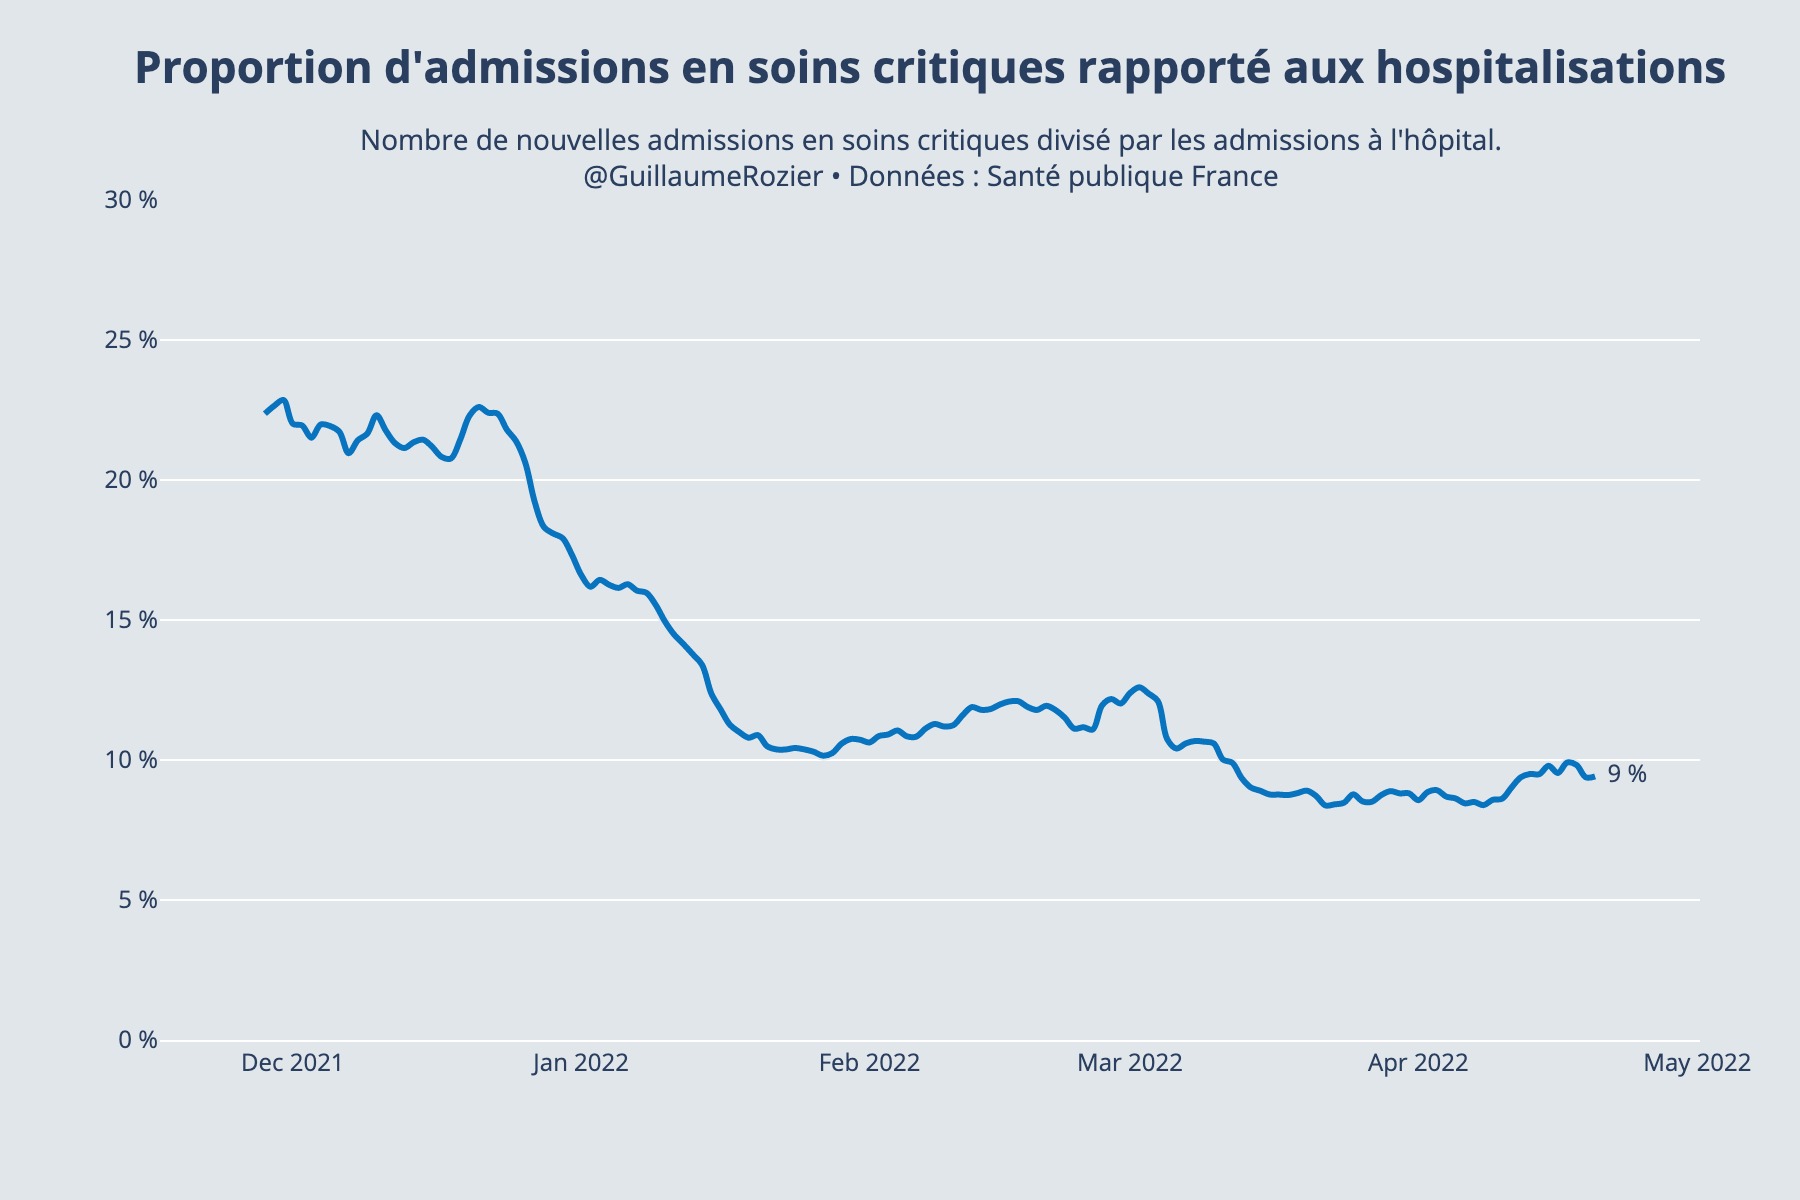 Proportion d'admissions en soins critiques rapporté aux hospitalisations
Nombre de nouvelles admissions en soins critiques divisé par les admissions à l'hôpital.
@GuillaumeRozier • Données : Santé publique France
30 %
25 %
20 %
15 %
10 %
9 %
5 %
0 %
Dec 2021
Jan 2022
Feb 2022
Mar 2022
Apr 2022
May 2022